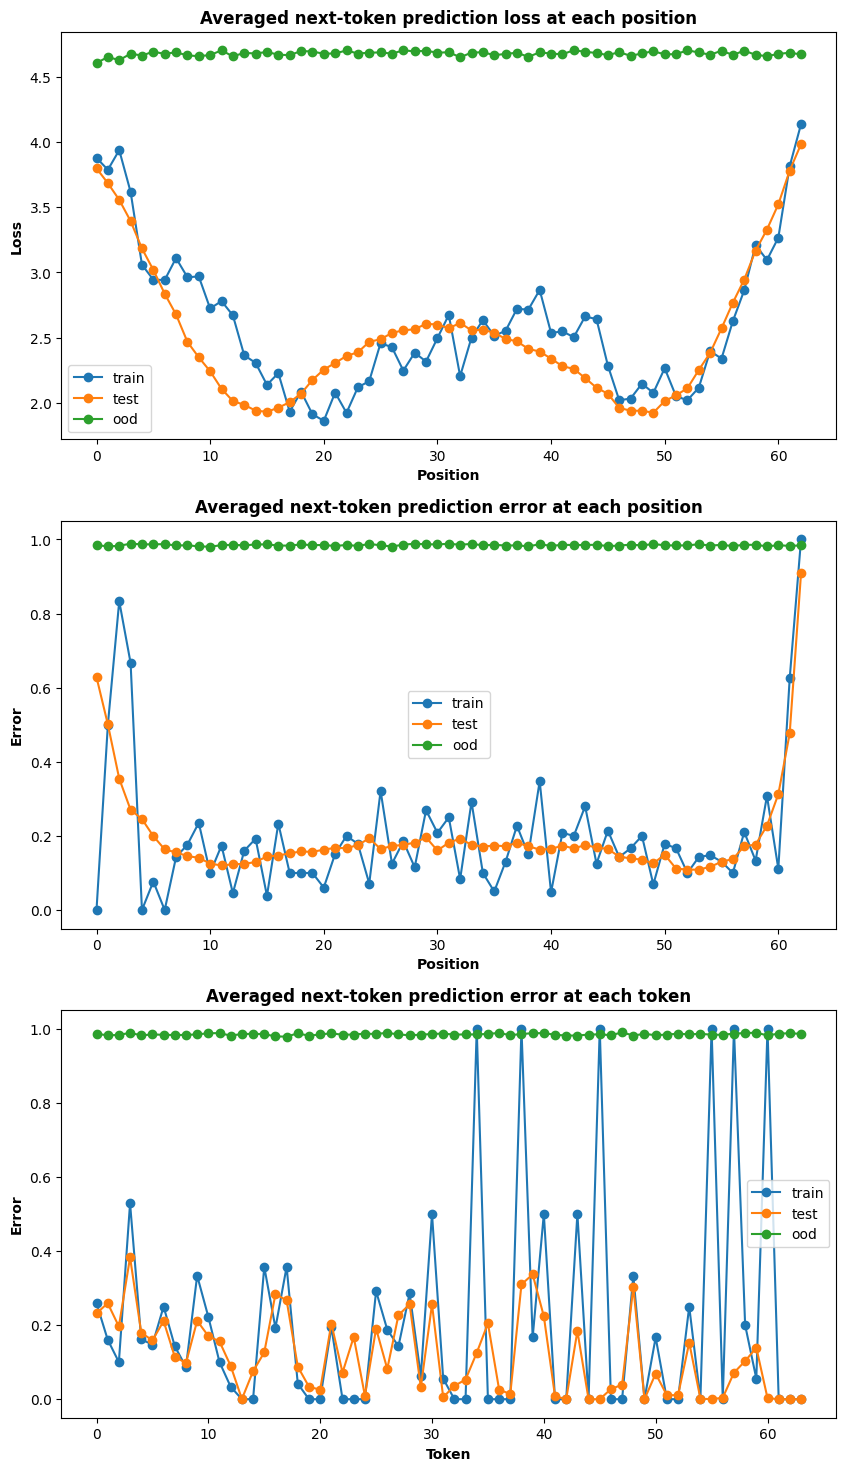 Averaged next-token prediction loss at each position
4.5
4.0
3.5
3.0
2.5
2.0
Loss
train
test
ood
0 10 20 30 40 50 60
Position
Averaged next-token prediction error at each position
1.0
0.8
0.6
0.4
0.2
0.0
Error
train
test
ood
0 10 20 30 40 50 60
Position
Averaged next-token prediction error at each token
1.0
0.8
0.6
0.4
0.2
0.0
Error
train
test
ood
0 10 20 30 40 50 60
Token